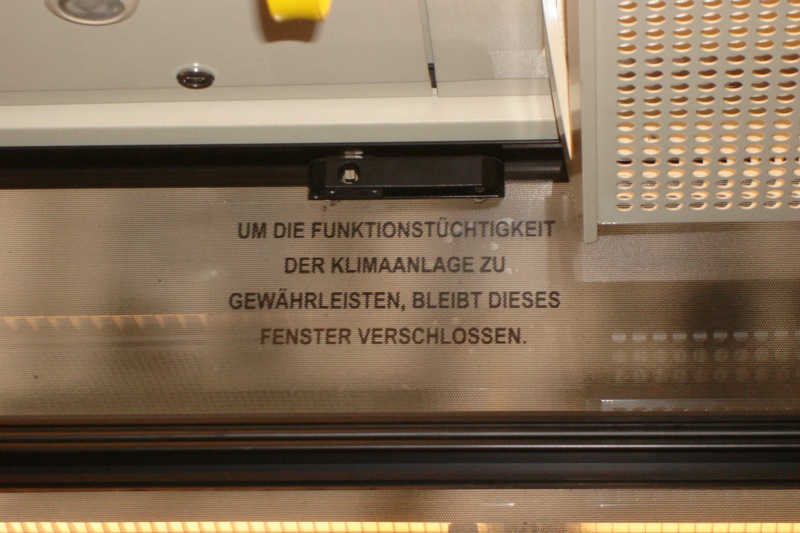 UM DIE FUNKTIONSTÜCHTIGKEIT
DER KLIMAANLAGE ZU
GEWÄHRLEISTEN, BLEIBT DIESES
FENSTER VERSCHLOSSEN.